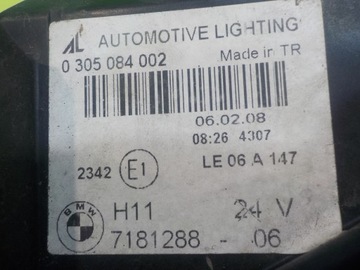 AL AUTOMOTIVE LIGHTING
0 305 084 002 Made in TR
06.02.08
08:26 4307
2342 E1 LE 06 A 147
BMW H11 24 V
7181288 - 06